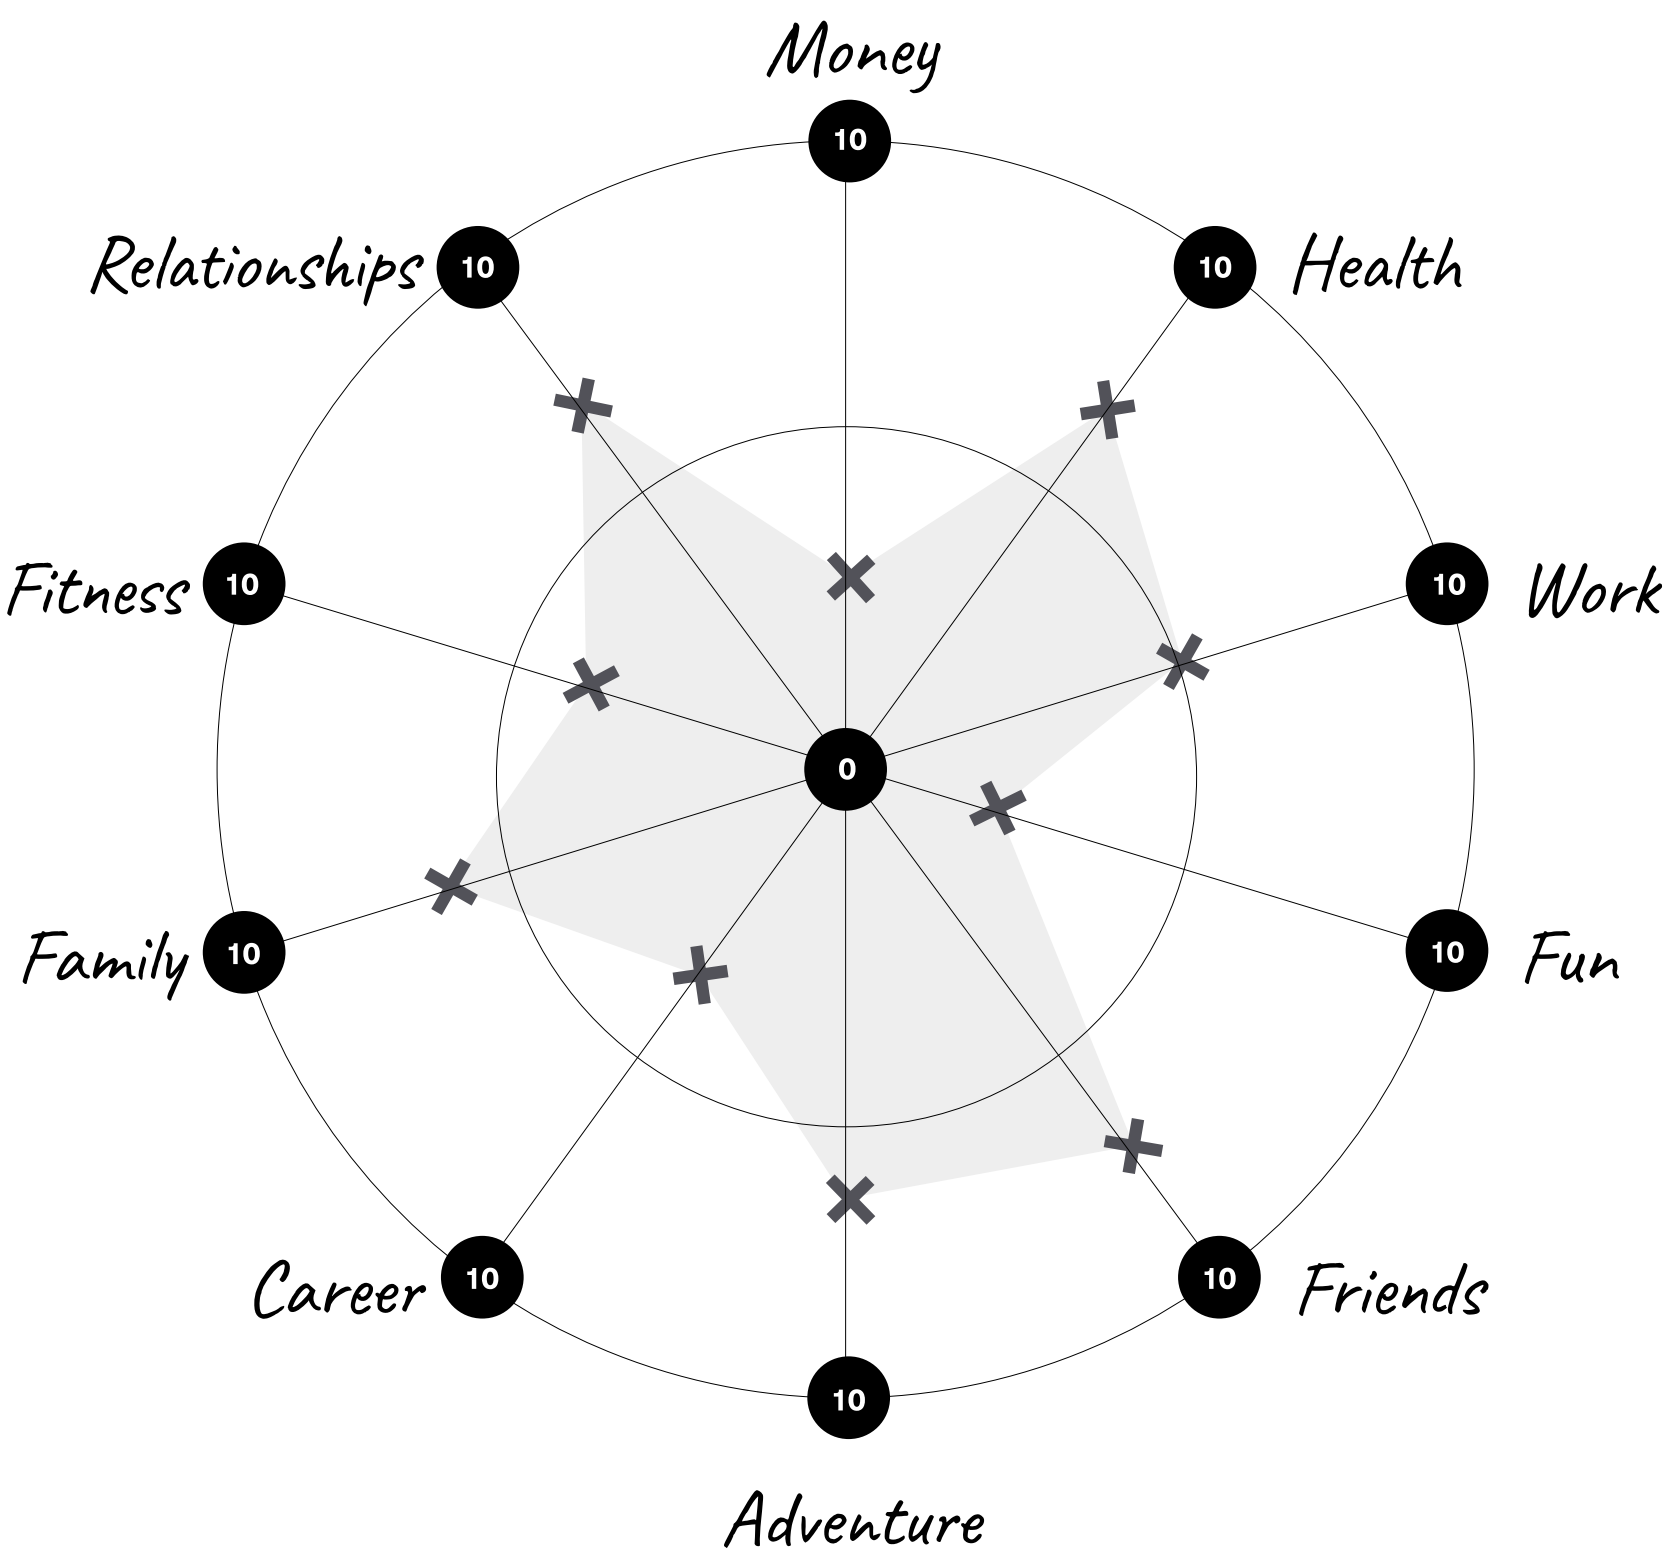 Money
10
Relationships 10
10 Health
Fitness 10
10 Work
0
Family 10
10 Fun
Career 10
10 Friends
10
Adventure